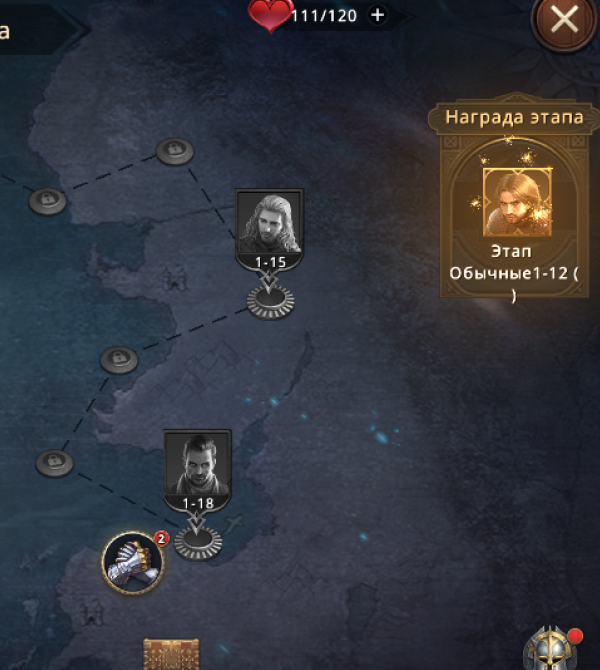 а
111/120 +
Награда этапа
Этап
Обычные1-12 (
)
1-15
1-18
2